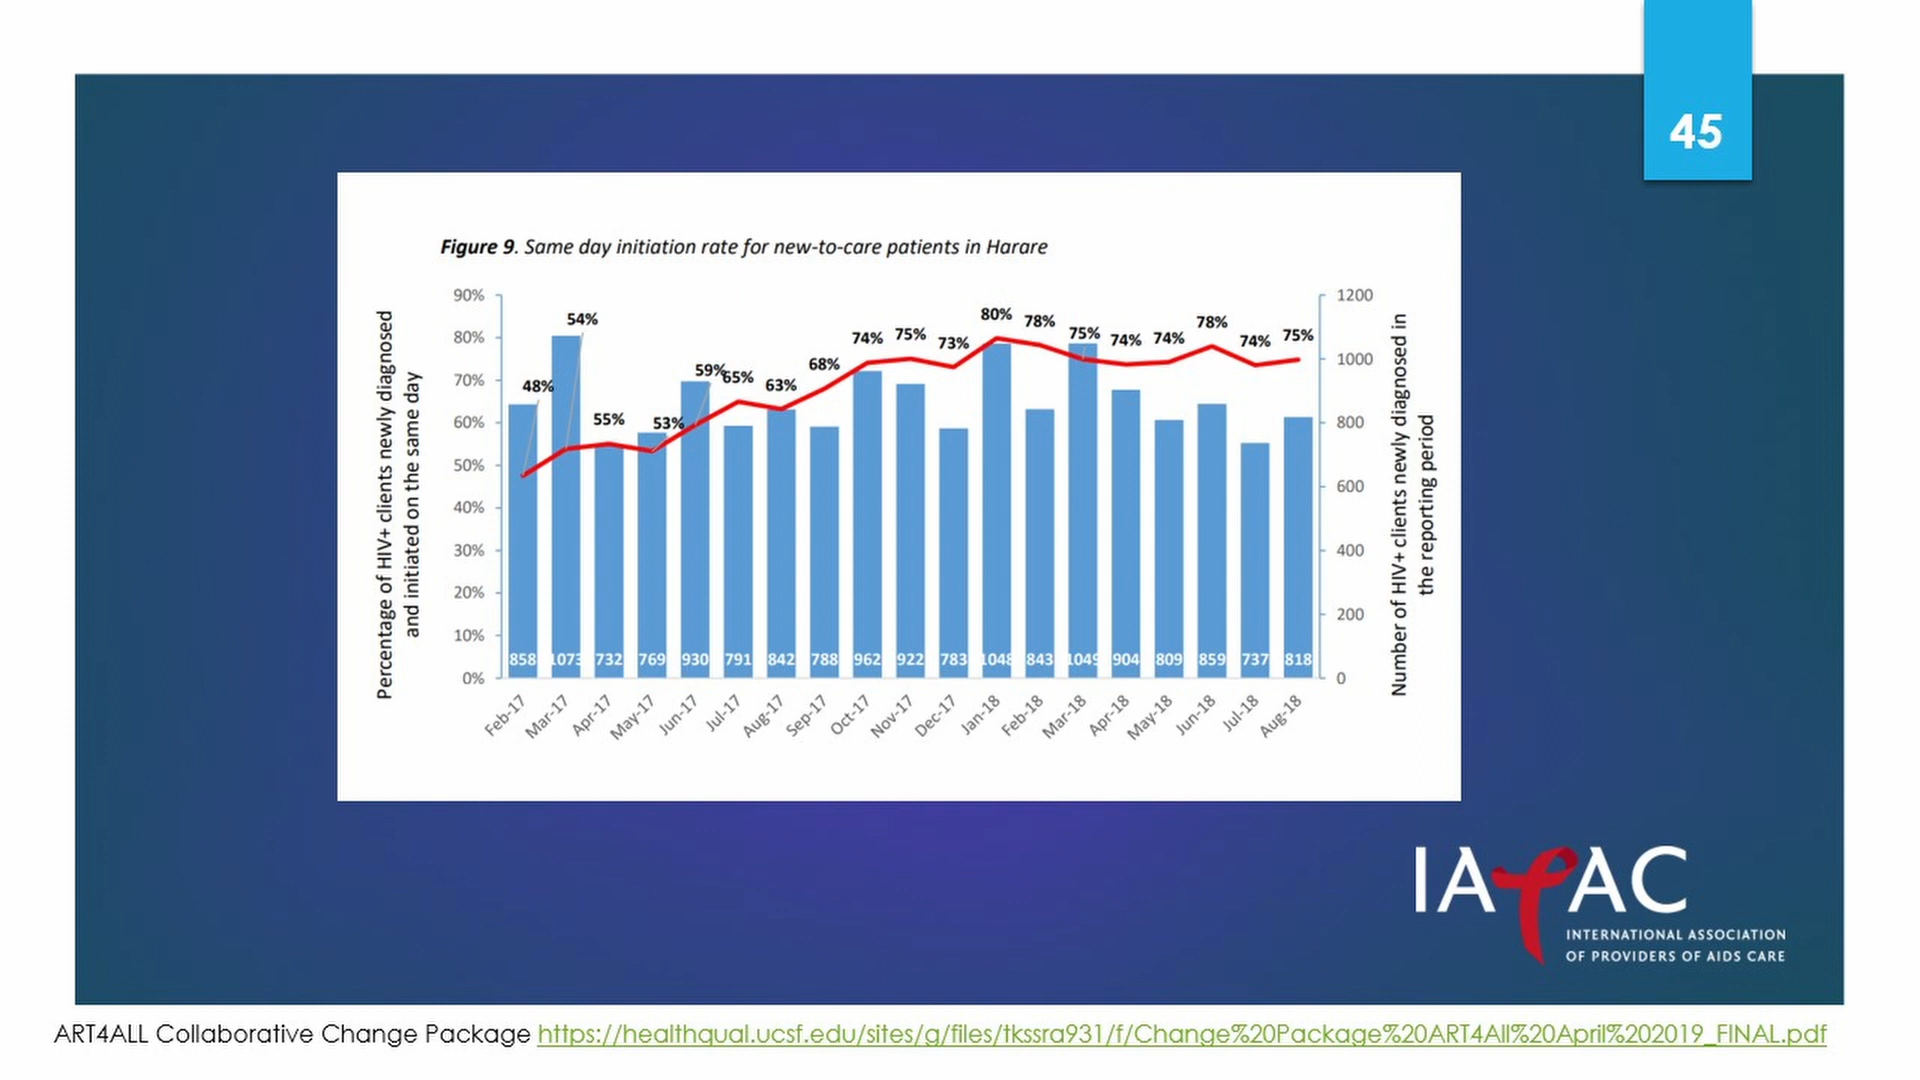 45
Figure 9. Same day initiation rate for new-to-care patients in Harare
Percentage of HIV+ clients newly diagnosed
and initiated on the same day
90%
80%
70%
60%
50%
40%
30%
20%
10%
0%
48%
54%
55%
53%
59%
65%
63%
68%
74%
75%
73%
80%
78%
75%
74%
74%
78%
74%
75%
858
1073
732
769
930
791
842
788
962
922
783
1048
843
1049
904
809
859
737
818
Feb-17
Mar-17
Apr-17
May-17
Jun-17
Jul-17
Aug-17
Sep-17
Oct-17
Nov-17
Dec-17
Jan-18
Feb-18
Mar-18
Apr-18
May-18
Jun-18
Jul-18
Aug-18
1200
1000
800
600
400
200
0
Number of HIV+ clients newly diagnosed in
the reporting period
IAPAC
INTERNATIONAL ASSOCIATION
OF PROVIDERS OF AIDS CARE
ART4ALL Collaborative Change Package https://healthqual.ucsf.edu/sites/g/files/tkssra931/f/Change%20Package%20ART4All%20April%202019_FINAL.pdf